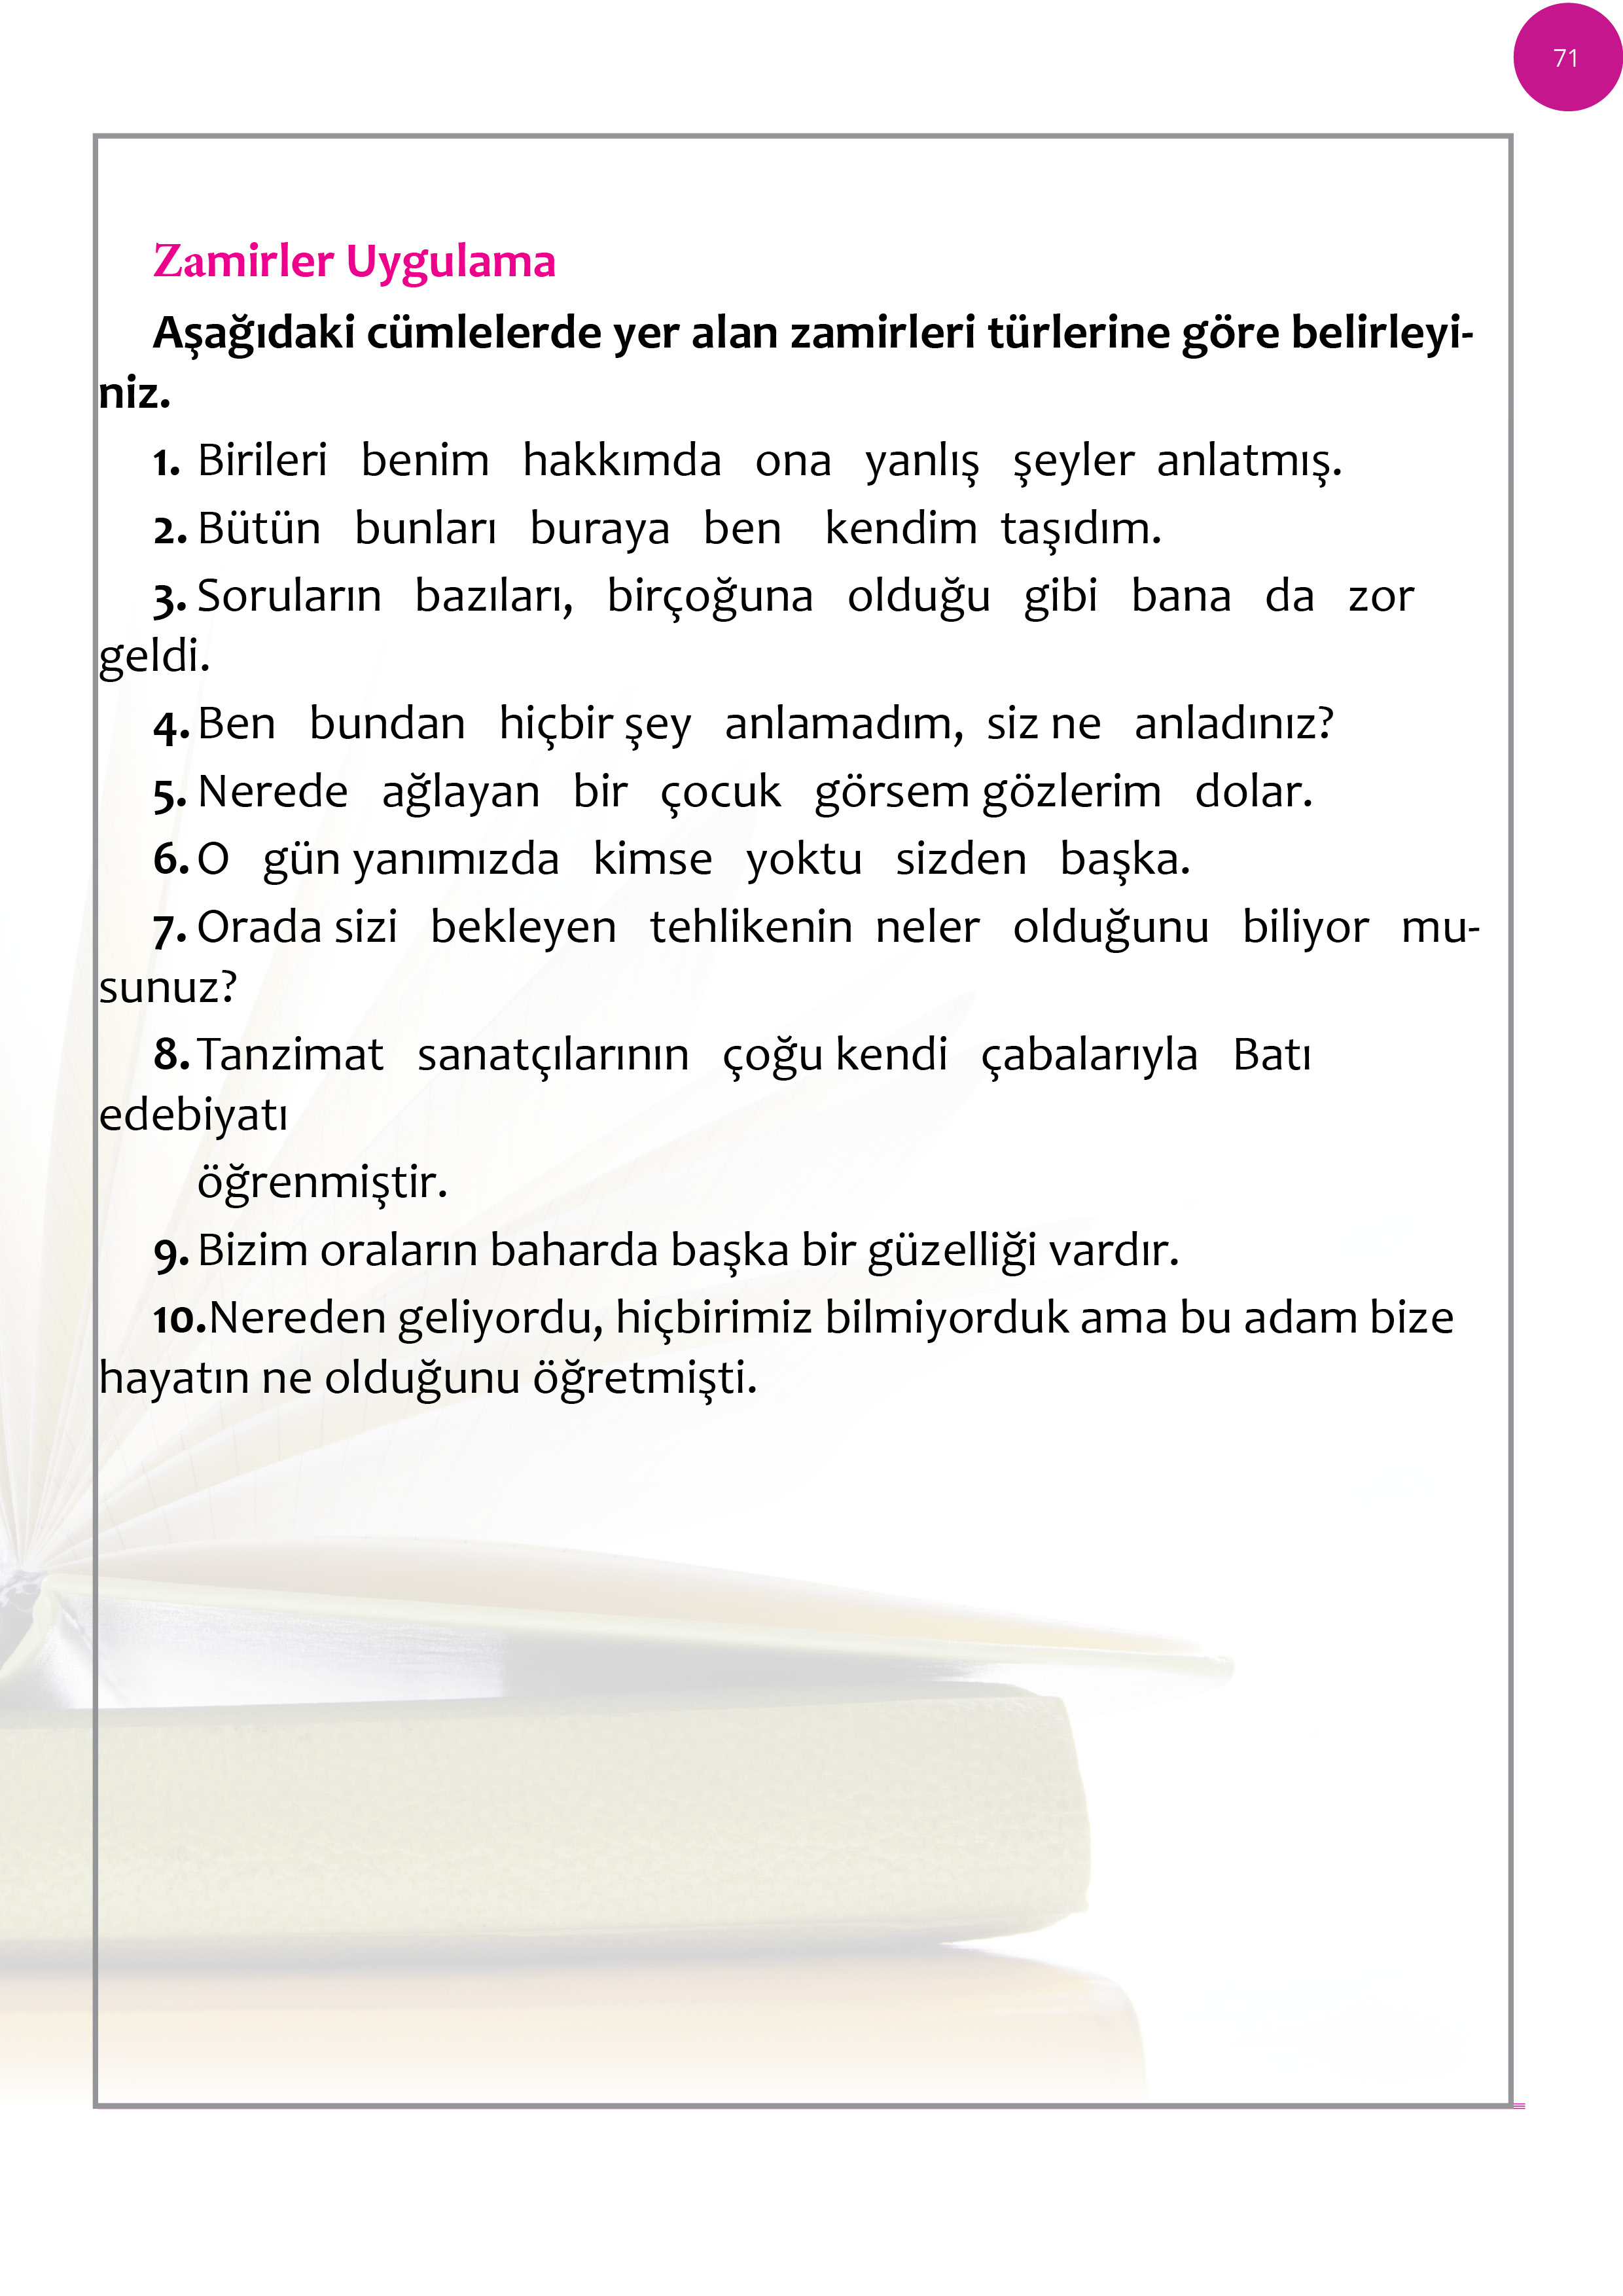 71
Zamirler Uygulama
Aşağıdaki cümlelerde yer alan zamirleri türlerine göre belirleyi-
niz.
1. Birileri benim hakkımda ona yanlış şeyler anlatmış.
2. Bütün bunları buraya ben kendim taşıdım.
3. Soruların bazıları, birçoğuna olduğu gibi bana da zor
geldi.
4. Ben bundan hiçbir şey anlamadım, siz ne anladınız?
5. Nerede ağlayan bir çocuk görsem gözlerim dolar.
6. O gün yanımızda kimse yoktu sizden başka.
7. Orada sizi bekleyen tehlikenin neler olduğunu biliyor mu-
sunuz?
8. Tanzimat sanatçılarının çoğu kendi çabalarıyla Batı
edebiyatı
öğrenmiştir.
9. Bizim oraların baharda başka bir güzelliği vardır.
10.Nereden geliyordu, hiçbirimiz bilmiyorduk ama bu adam bize
hayatın ne olduğunu öğretmişti.